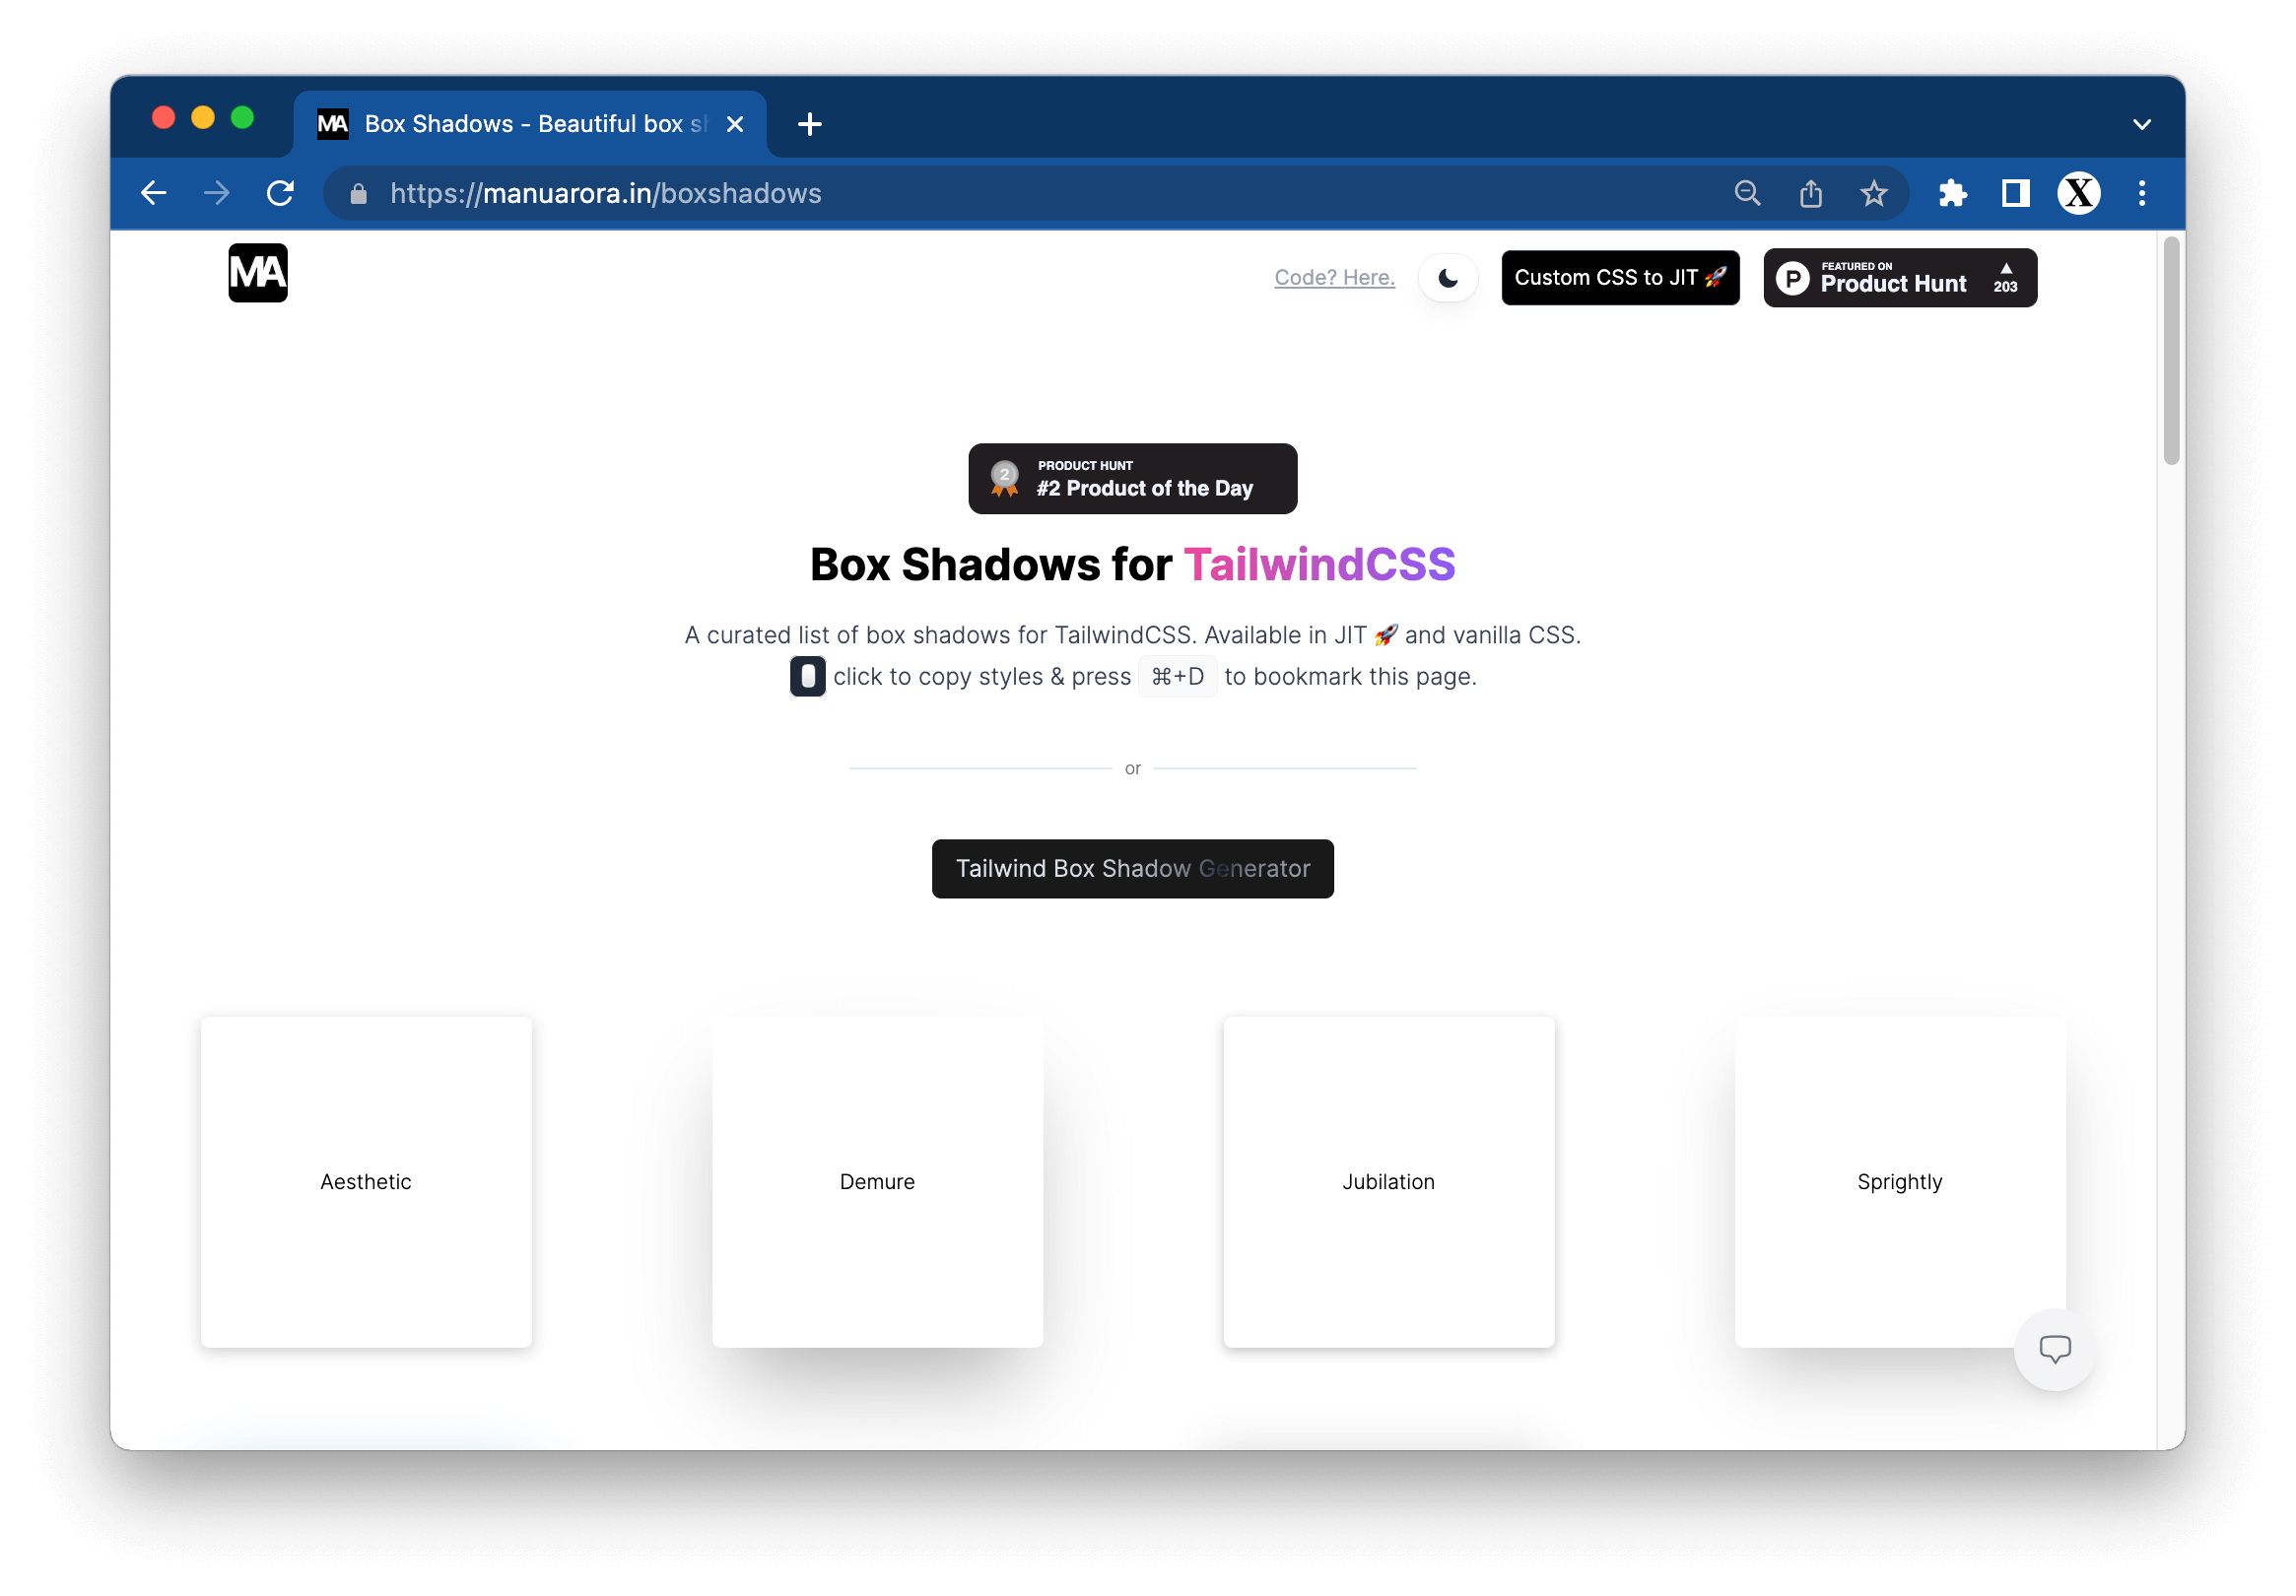 MA Box Shadows - Beautiful box sh
https://manuarora.in/boxshadows
X
MA
Code? Here.
Custom CSS to JIT 🚀
P
FEATURED ON
Product Hunt
▲
203
2
PRODUCT HUNT
#2 Product of the Day
Box Shadows for TailwindCSS
A curated list of box shadows for TailwindCSS. Available in JIT 🚀 and vanilla CSS.
click to copy styles & press ⌘+D to bookmark this page.
or
Tailwind Box Shadow Generator
Aesthetic
Demure
Jubilation
Sprightly